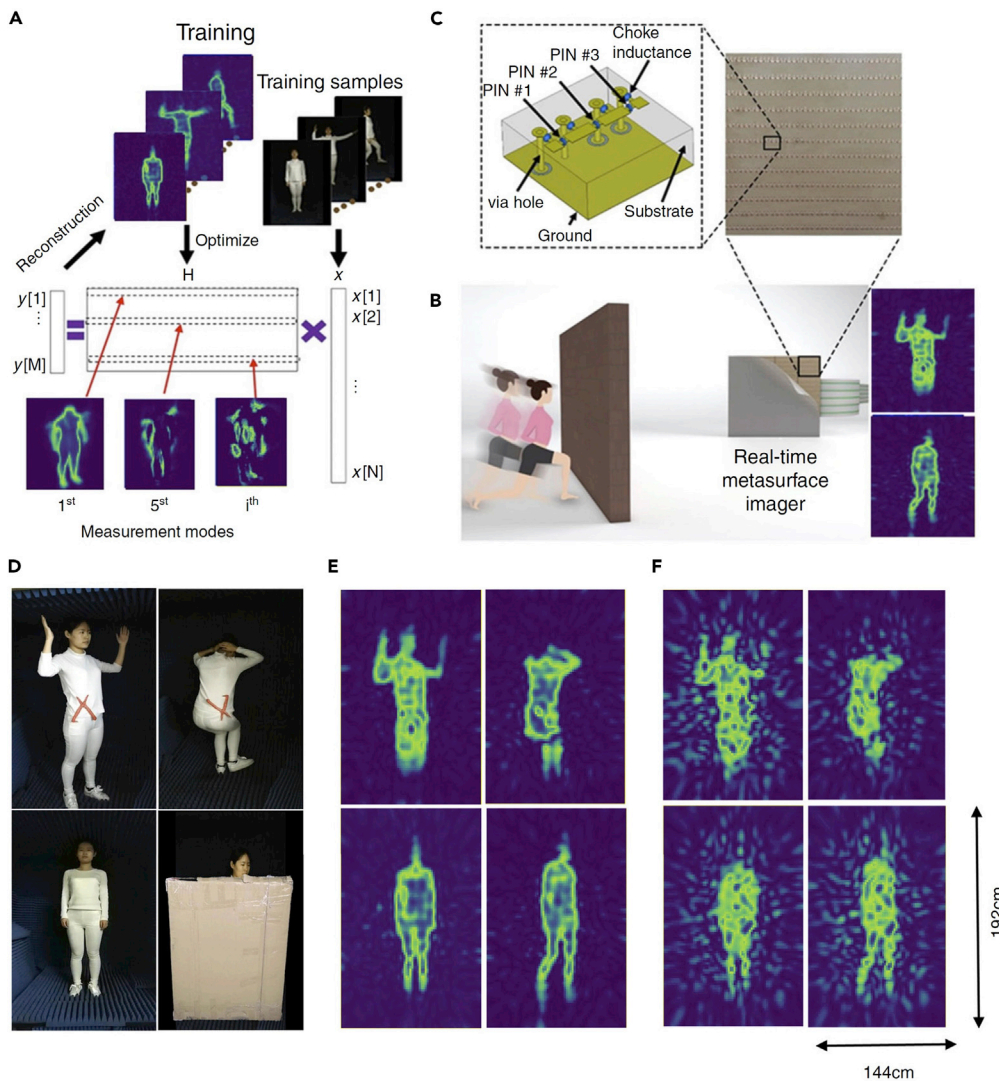 A
Training
Training samples
Reconstruction
Optimize
H
x
y[1]
⋮
y[M]
x[1]
x[2]
⋮
x[N]
1st
5st
ith
Measurement modes
C
Choke
inductance
PIN #3
PIN #2
PIN #1
via hole
Ground
Substrate
B
Real-time
metasurface
imager
D
E
F
192cm
144cm